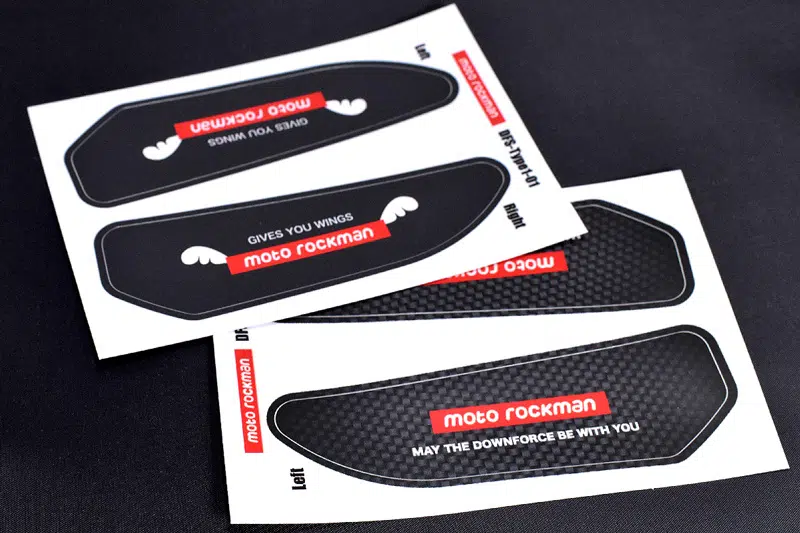 Left
moto rockman
DFS-Type1-01
moto rockman
GIVES YOU WINGS
GIVES YOU WINGS
moto rockman
Right
moto rockman
moto rockman
moto rockman
MAY THE DOWNFORCE BE WITH YOU
Left